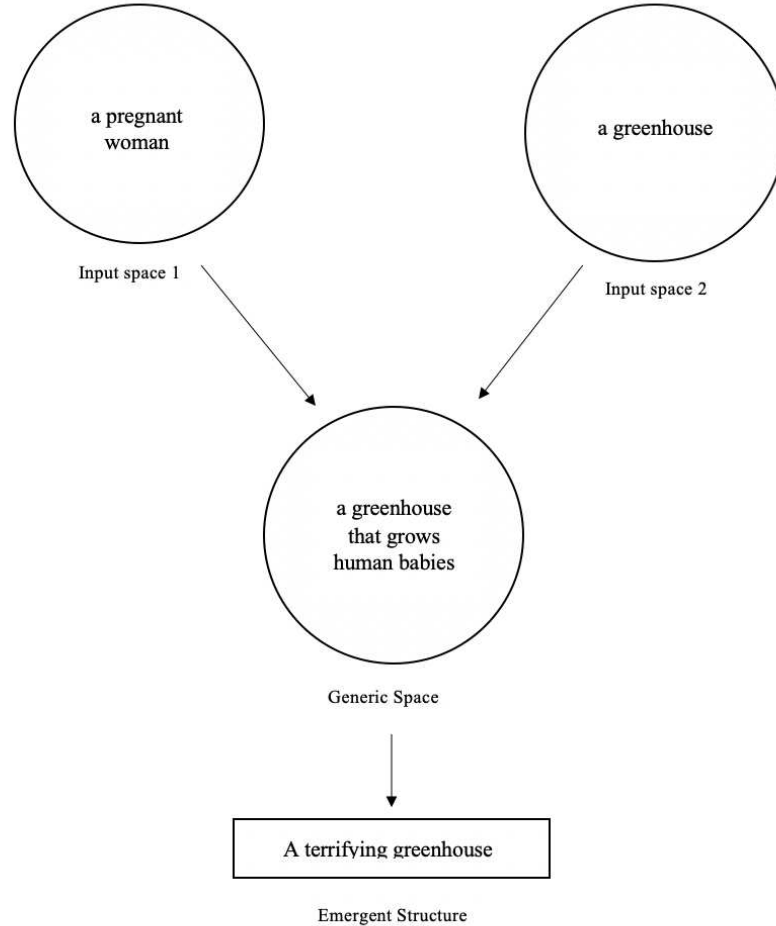 a pregnant
woman
a greenhouse
Input space 1
Input space 2
a greenhouse
that grows
human babies
Generic Space
A terrifying greenhouse
Emergent Structure